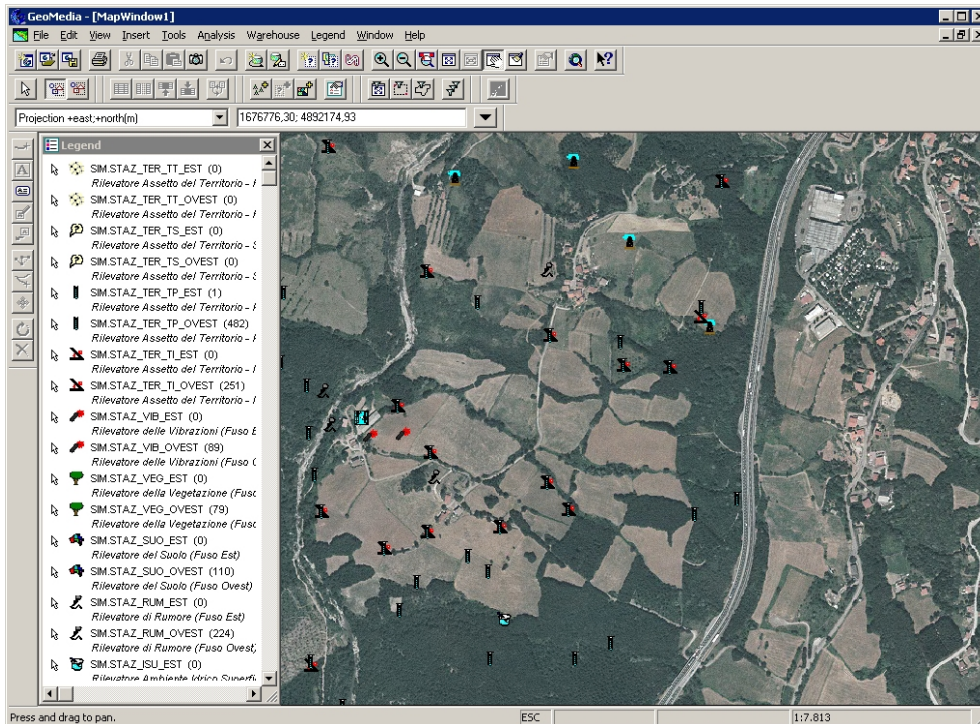 GeoMedia - [MapWindow1]
File Edit View Insert Tools Analysis Warehouse Legend Window Help
Projection +east;+north(m)
1676776,30; 4892174,93
Legend
SIM.STAZ_TER_TT_EST (0)
Rilevatore Assetto del Territorio -
SIM.STAZ_TER_TT_OVEST (0)
Rilevatore Assetto del Territorio -
SIM.STAZ_TER_TS_EST (0)
Rilevatore Assetto del Territorio -
SIM.STAZ_TER_TS_OVEST (0)
Rilevatore Assetto del Territorio -
SIM.STAZ_TER_TP_EST (1)
Rilevatore Assetto del Territorio -
SIM.STAZ_TER_TP_OVEST (482)
Rilevatore Assetto del Territorio -
SIM.STAZ_TER_TI_EST (0)
Rilevatore Assetto del Territorio -
SIM.STAZ_TER_TI_OVEST (251)
Rilevatore Assetto del Territorio -
SIM.STAZ_VIB_EST (0)
Rilevatore delle Vibrazioni (Fuso E
SIM.STAZ_VIB_OVEST (89)
Rilevatore delle Vibrazioni (Fuso
SIM.STAZ_VEG_EST (0)
Rilevatore della Vegetazione (Fuso
SIM.STAZ_VEG_OVEST (79)
Rilevatore della Vegetazione (Fuso
SIM.STAZ_SUO_EST (0)
Rilevatore del Suolo (Fuso Est)
SIM.STAZ_SUO_OVEST (110)
Rilevatore del Suolo (Fuso Ovest)
SIM.STAZ_RUM_EST (0)
Rilevatore di Rumore (Fuso Est)
SIM.STAZ_RUM_OVEST (224)
Rilevatore di Rumore (Fuso Ovest)
SIM.STAZ_ISU_EST (0)
Rilevatore Ambiente Idrico Superfi
Press and drag to pan.
ESC
1:7.813